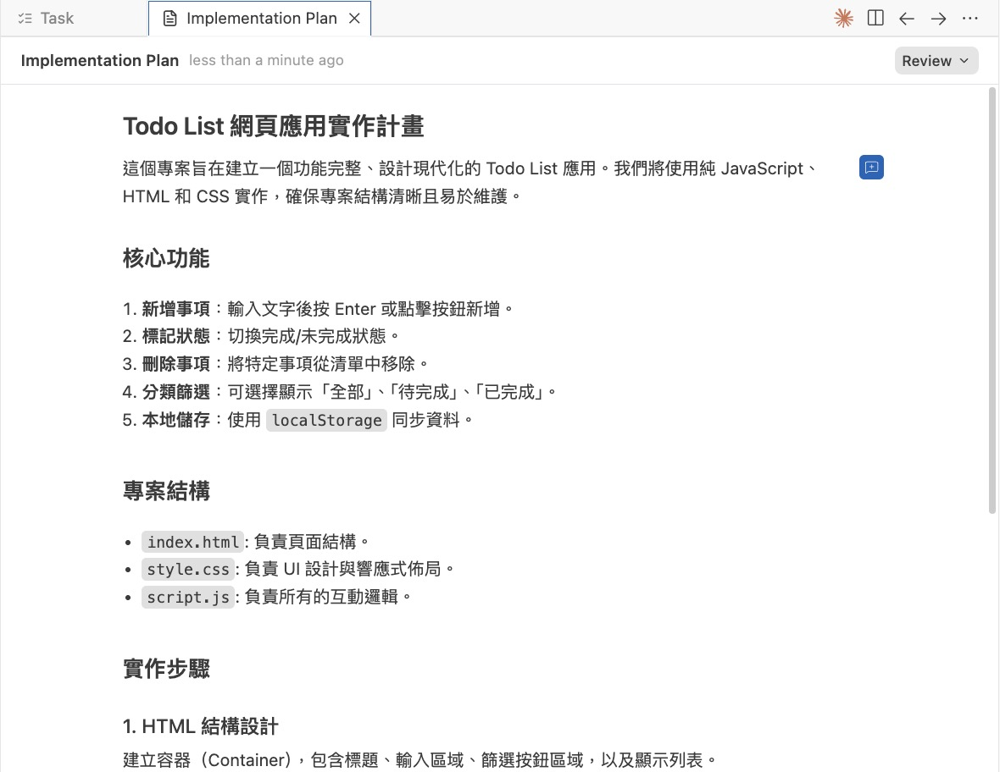 Task
Implementation Plan
Implementation Plan less than a minute ago
Review
Todo List 網頁應用實作計畫
這個專案旨在建立一個功能完整、設計現代化的 Todo List 應用。我們將使用純 JavaScript、
HTML 和 CSS 實作，確保專案結構清晰且易於維護。
核心功能
1. 新增事項：輸入文字後按 Enter 或點擊按鈕新增。
2. 標記狀態：切換完成/未完成狀態。
3. 刪除事項：將特定事項從清單中移除。
4. 分類篩選：可選擇顯示「全部」、「待完成」、「已完成」。
5. 本地儲存：使用 localStorage 同步資料。
專案結構
• index.html: 負責頁面結構。
• style.css: 負責 UI 設計與響應式佈局。
• script.js: 負責所有的互動邏輯。
實作步驟
1. HTML 結構設計
建立容器（Container），包含標題、輸入區域、篩選按鈕區域，以及顯示列表。